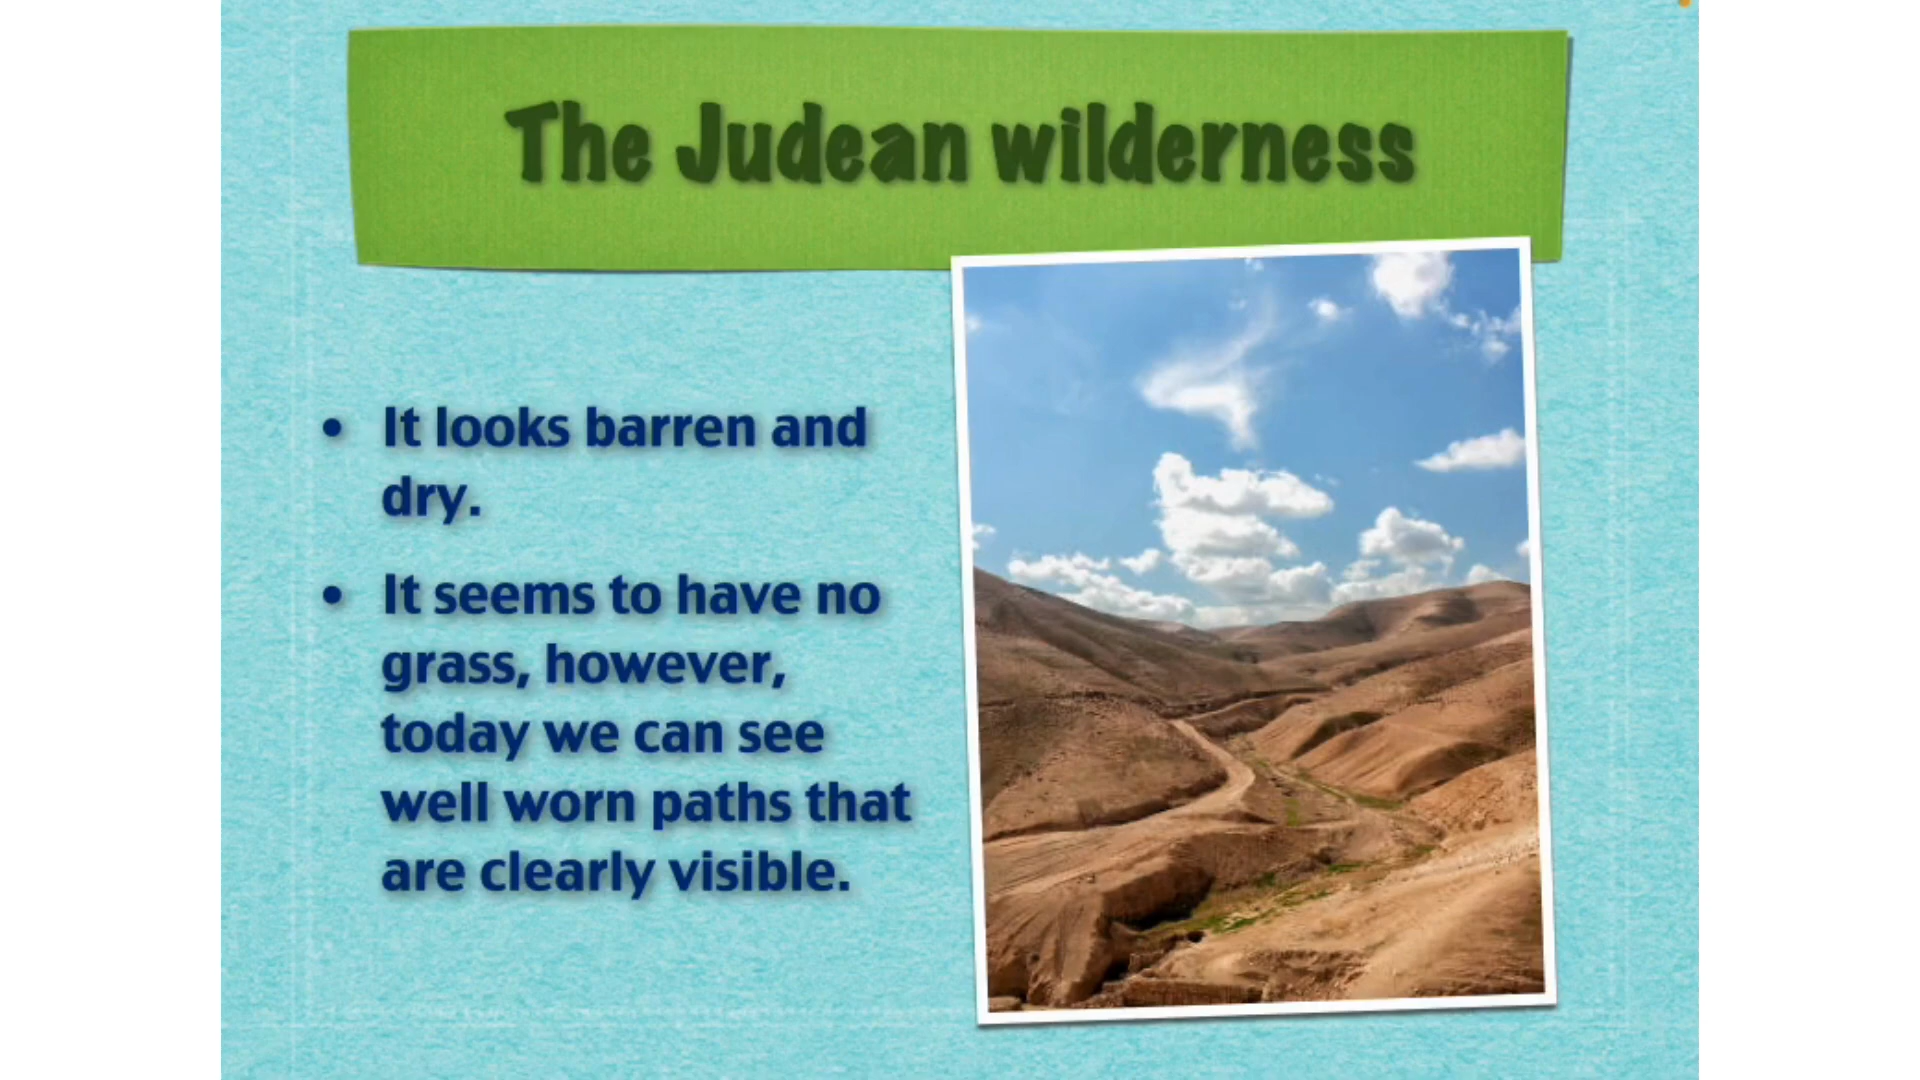 The Judean wilderness
• It looks barren and
dry.
• It seems to have no
grass, however,
today we can see
well worn paths that
are clearly visible.